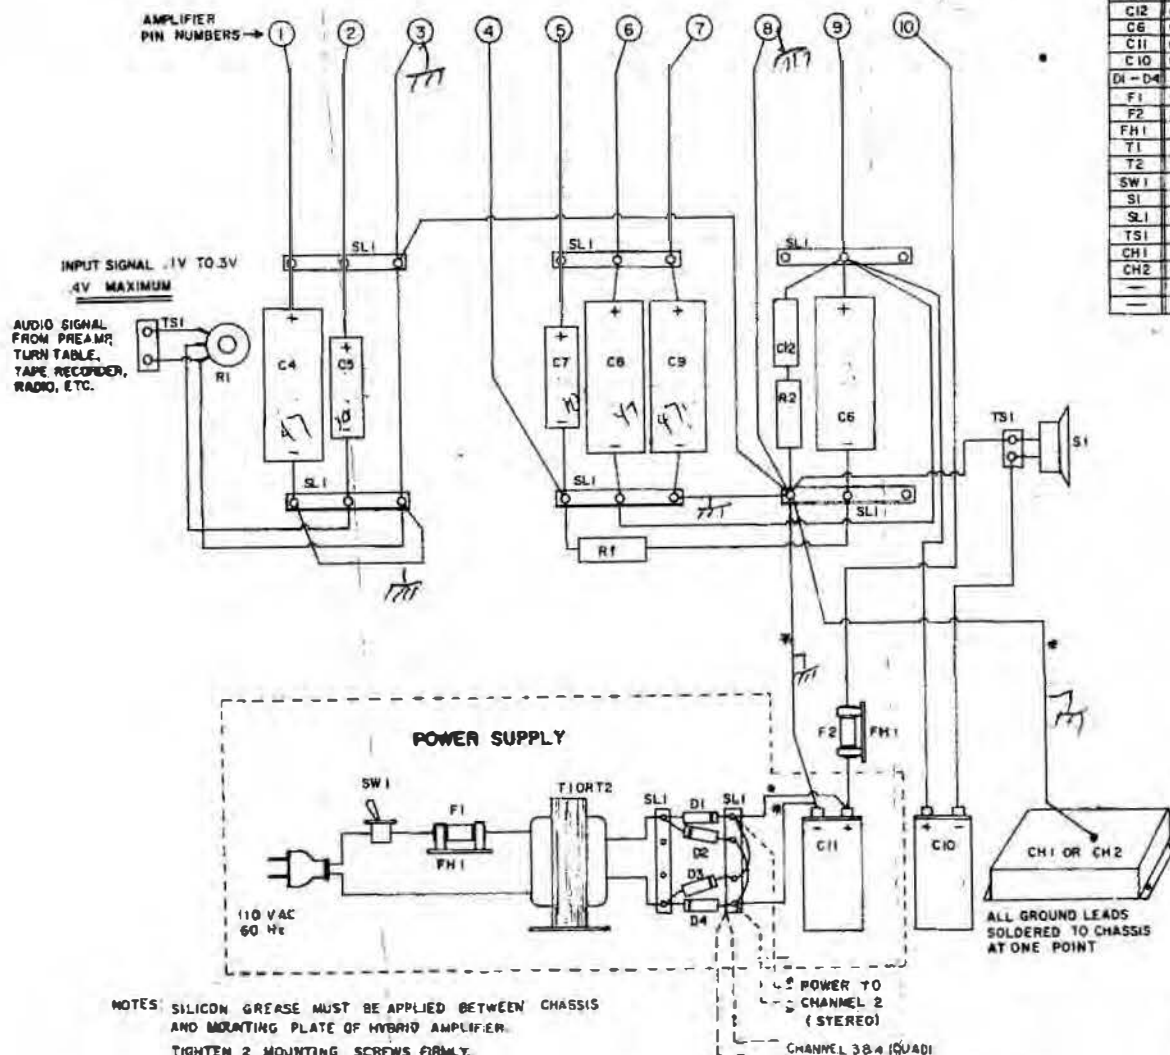 AMPLIFIER
PIN NUMBERS → 1 2 3 4 5 6 7 8 9 10
C12
C6
C11
C10
D1-D4
F1
F2
FH1
T1
T2
SW1
S1
SL1
TS1
CH1
CH2
—
—
SL1
SL1
SL1
INPUT SIGNAL .1V TO .3V
.4V MAXIMUM
AUDIO SIGNAL
FROM PREAMP,
TURN TABLE,
TAPE RECORDER,
RADIO, ETC.
TS1
R1
+
C4
47
-
+
C5
10
-
+
C7
10
-
+
C8
47
-
+
C9
47
-
C12
R2
+
C6
-
TS1
S1
SL1
SL1
SL1
Rf
*
*
POWER SUPPLY
F2
FH1
SW1
F1
FH1
T1 OR T2
SL1
D1
SL1
D2
D3
D4
*
*
- +
C11
+ -
C10
CH1 OR CH2
110 VAC
60 Hz
ALL GROUND LEADS
SOLDERED TO CHASSIS
AT ONE POINT
* POWER TO
CHANNEL 2
* (STEREO)
CHANNEL 3&4 (QUAD)
NOTES: SILICON GREASE MUST BE APPLIED BETWEEN CHASSIS
AND MOUNTING PLATE OF HYBRID AMPLIFIER.
TIGHTEN 2 MOUNTING SCREWS FIRMLY.